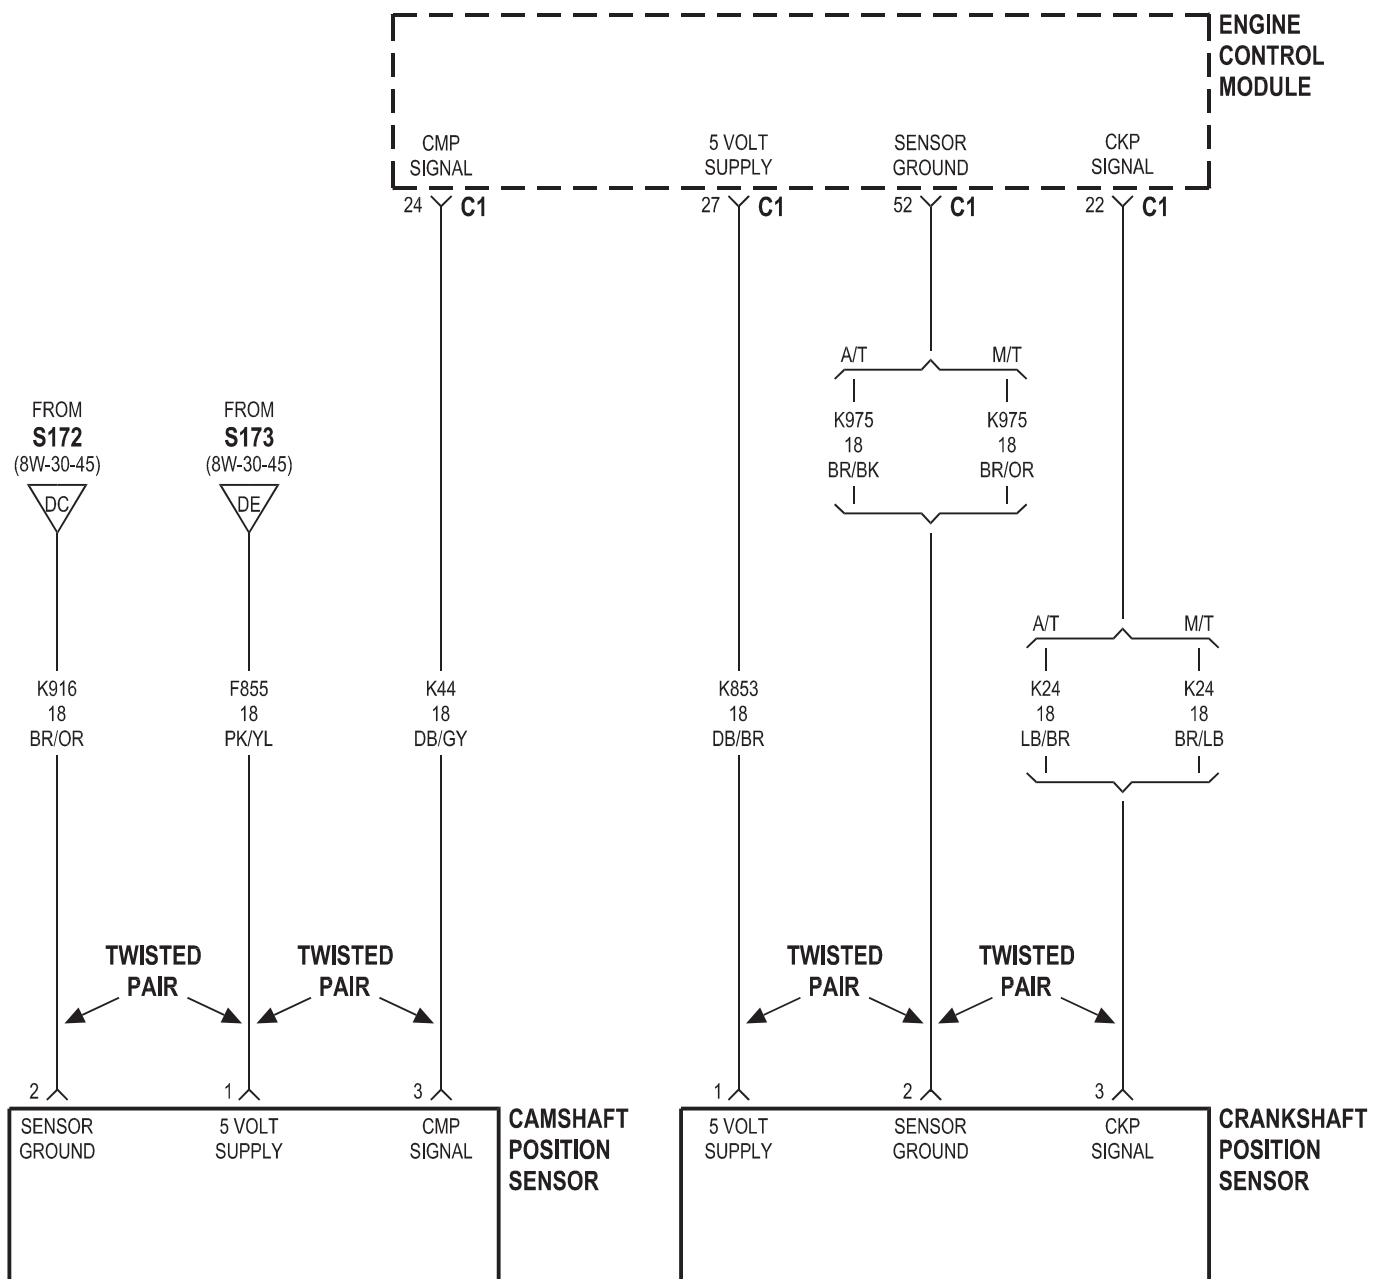 ENGINE
CONTROL
MODULE
CMP
SIGNAL
5 VOLT
SUPPLY
SENSOR
GROUND
CKP
SIGNAL
24 C1
27 C1
52 C1
22 C1
A/T
M/T
K975
18
BR/BK
K975
18
BR/OR
FROM
S172
(8W-30-45)
DC
FROM
S173
(8W-30-45)
DE
A/T
M/T
K916
18
BR/OR
F855
18
PK/YL
K44
18
DB/GY
K853
18
DB/BR
K24
18
LB/BR
K24
18
BR/LB
TWISTED
PAIR
TWISTED
PAIR
TWISTED
PAIR
TWISTED
PAIR
2
1
3
1
2
3
SENSOR
GROUND
5 VOLT
SUPPLY
CMP
SIGNAL
CAMSHAFT
POSITION
SENSOR
5 VOLT
SUPPLY
SENSOR
GROUND
CKP
SIGNAL
CRANKSHAFT
POSITION
SENSOR